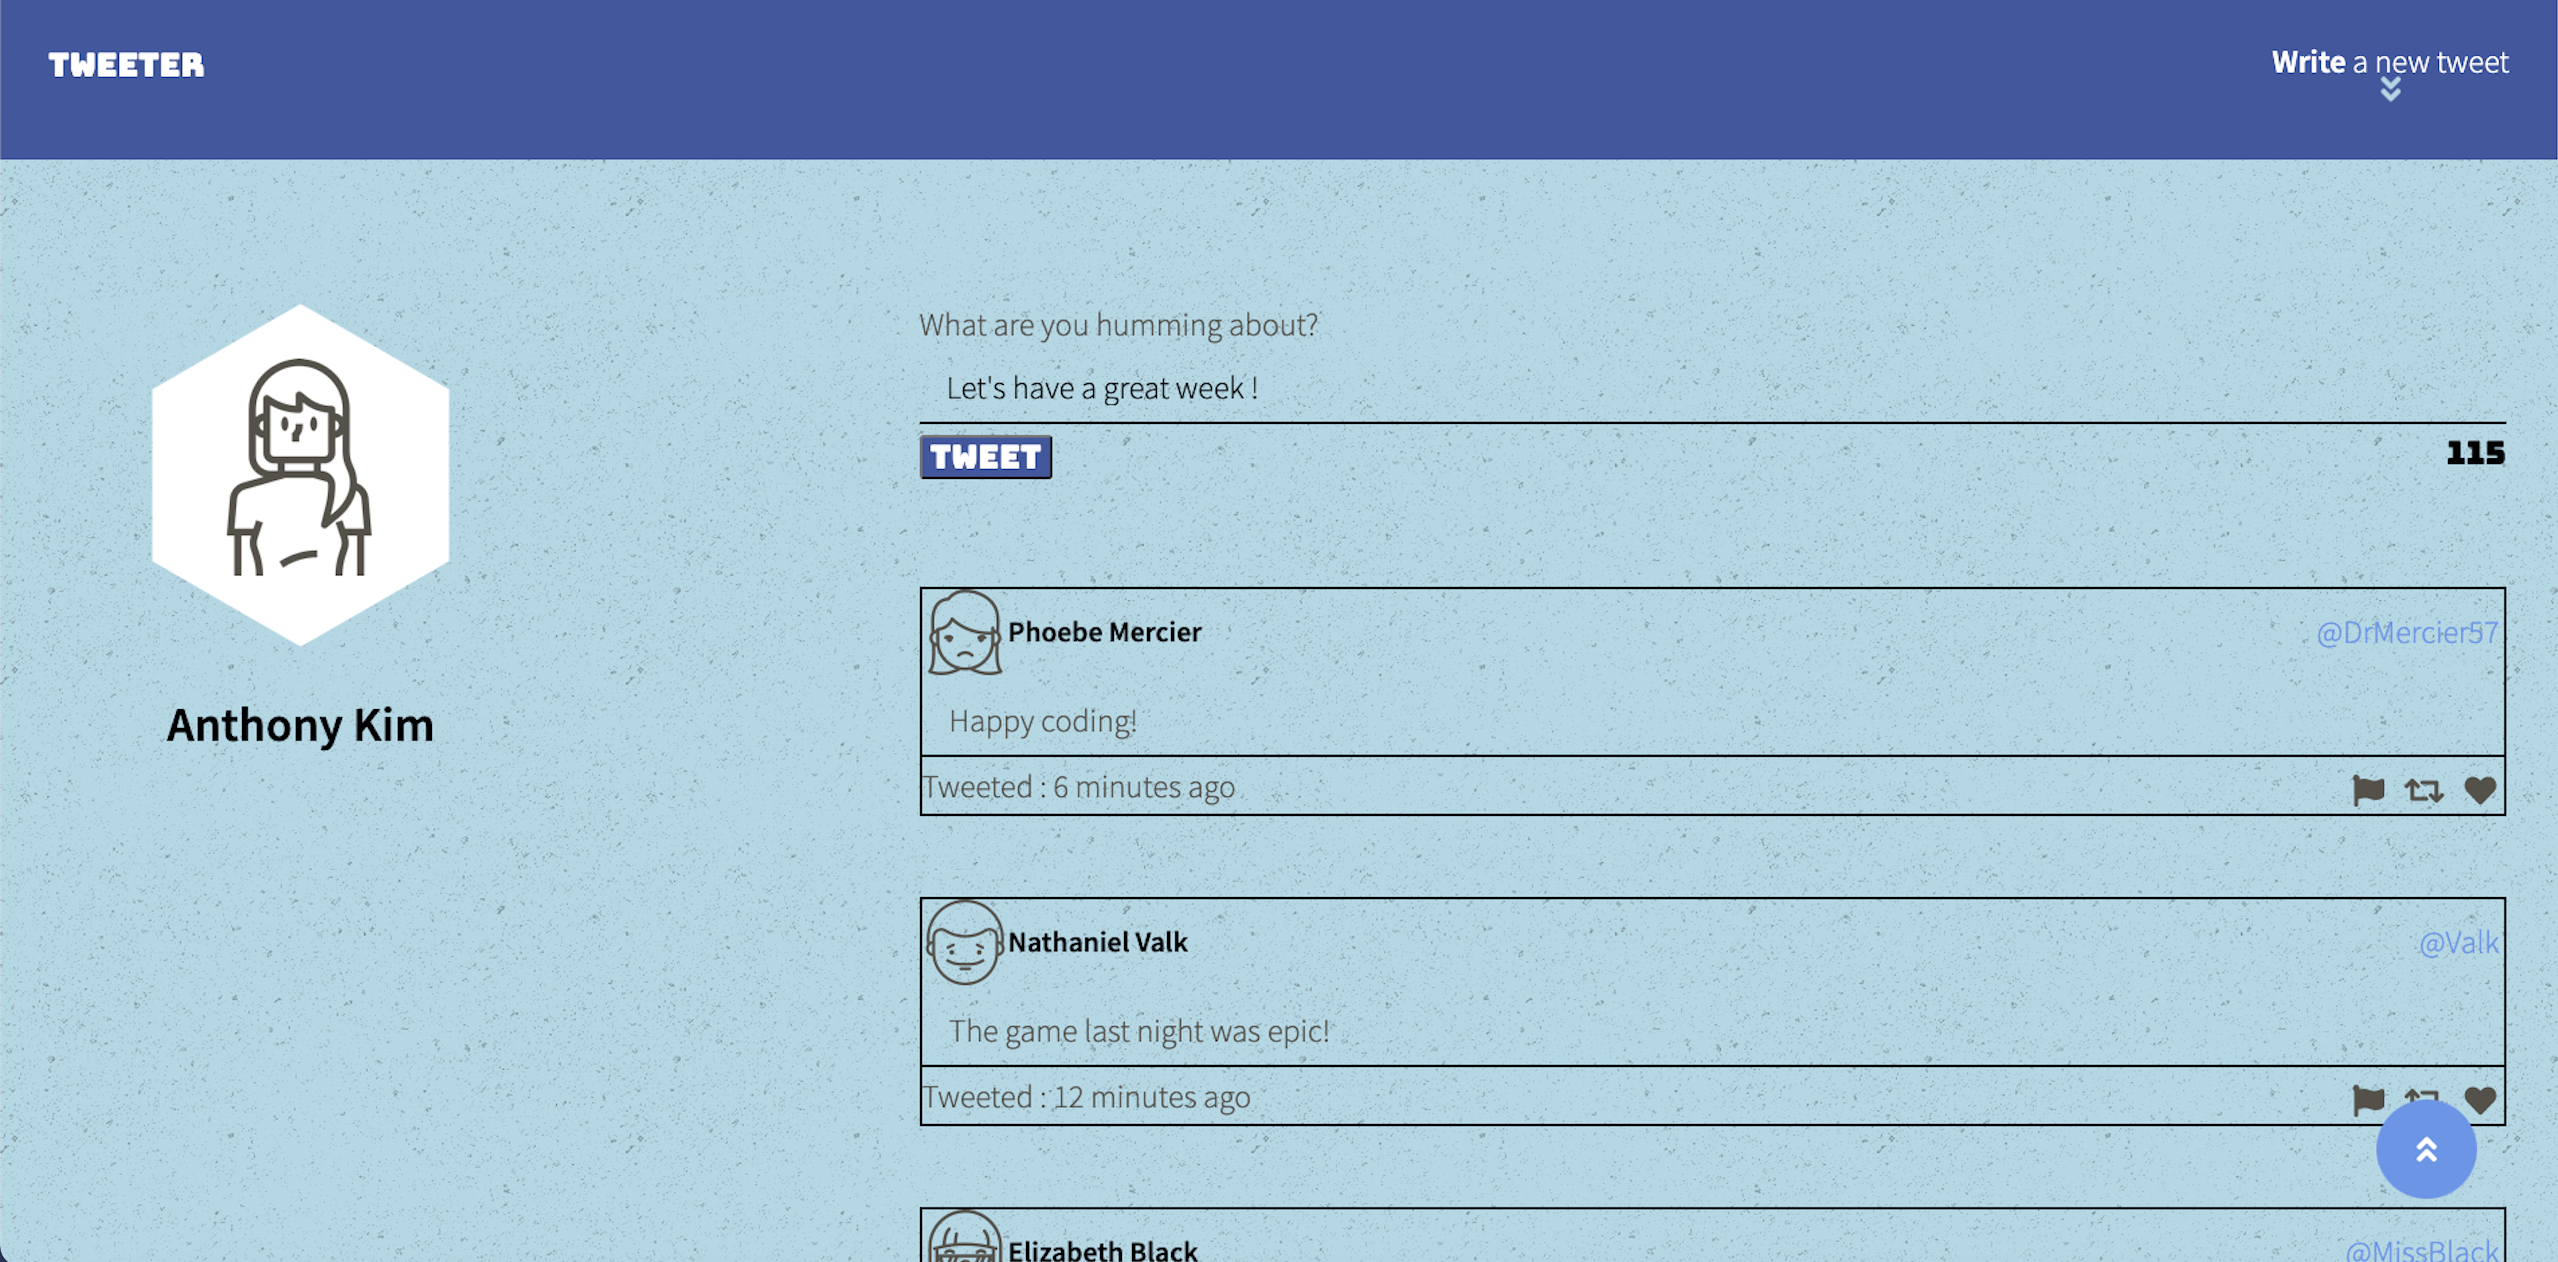 TWEETER
Write a new tweet
Anthony Kim
What are you humming about?
Let's have a great week !
TWEET
115
Phoebe Mercier
@DrMercier57
Happy coding!
Tweeted : 6 minutes ago
Nathaniel Valk
@Valk
The game last night was epic!
Tweeted : 12 minutes ago
Elizabeth Black
@MissBlack